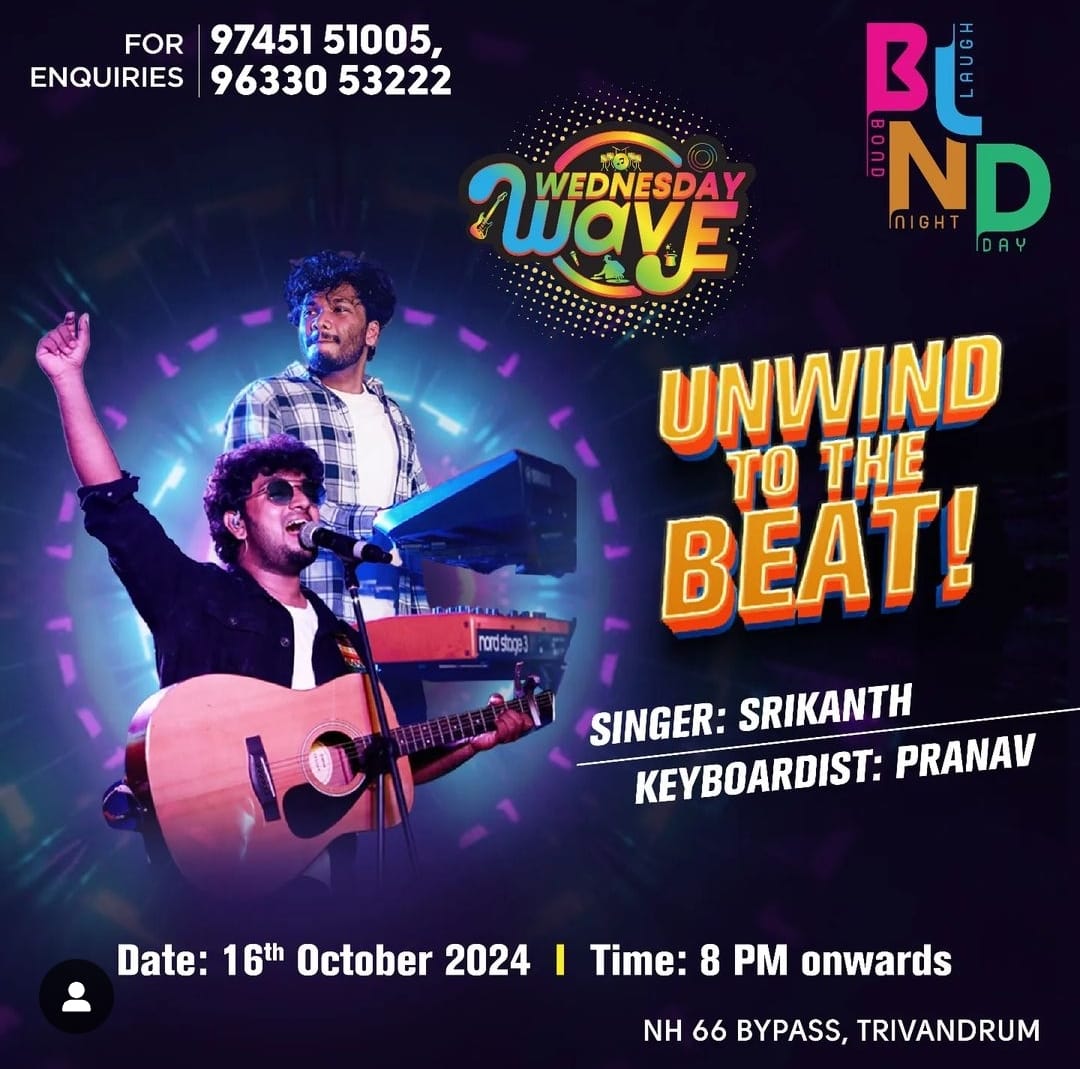 FOR ENQUIRIES
97451 51005,
96330 53222
BLND
BOND
LAUGH
NIGHT
DAY
WEDNESDAY
WAVE
UNWIND
TO THE
BEAT!
nord stage 3
SINGER: SRIKANTH
KEYBOARDIST: PRANAV
Date: 16th October 2024 | Time: 8 PM onwards
NH 66 BYPASS, TRIVANDRUM